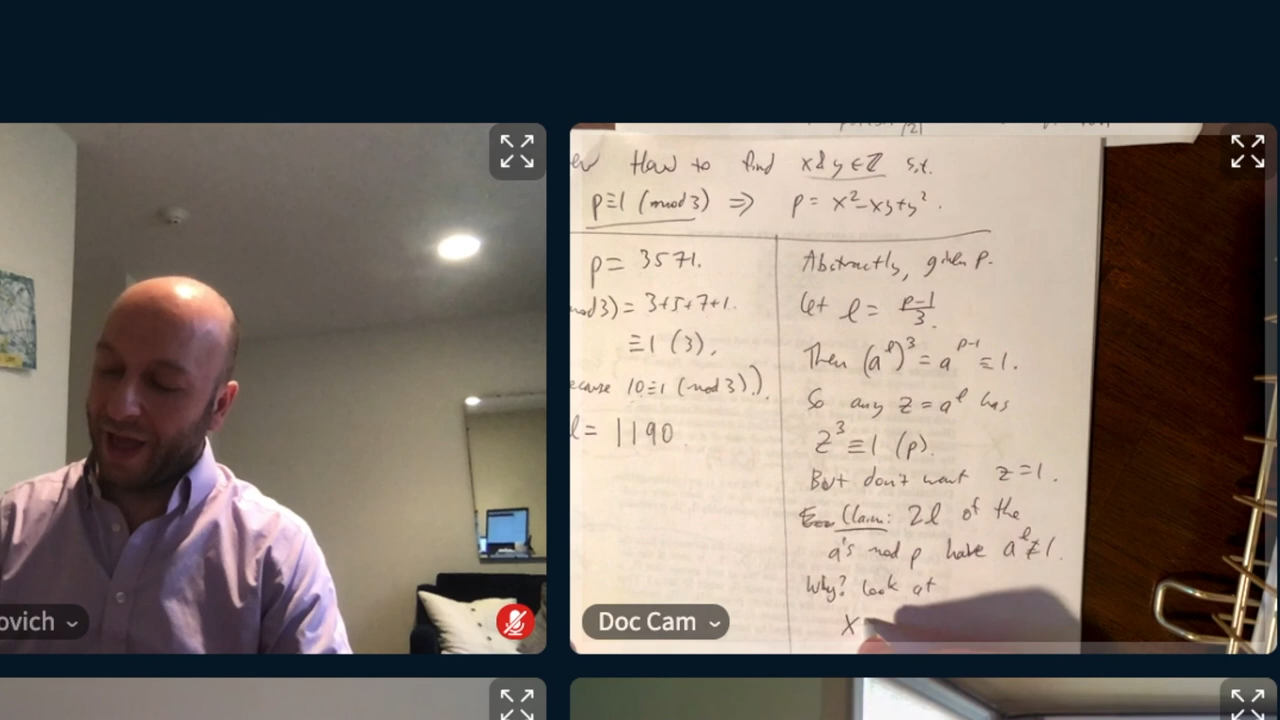 How to find x&y∈ℤ s.t.
p≡1 (mod 3) ⇒ p = x²-xy+y².
p = 3571.
mod 3) = 3+5+7+1.
≡1 (3).
ecause 10≡1 (mod 3)).
l = 1190
Abstractly, given p.
let l = (p-1)/3.
Then (a^l)³ = a^(p-1) ≡ 1.
So any z = a^l has
z³ ≡ 1 (p).
But don't want z=1.
Claim: 2l of the
a's mod p have a^l≢1.
Why? Look at
x
ovich
Doc Cam